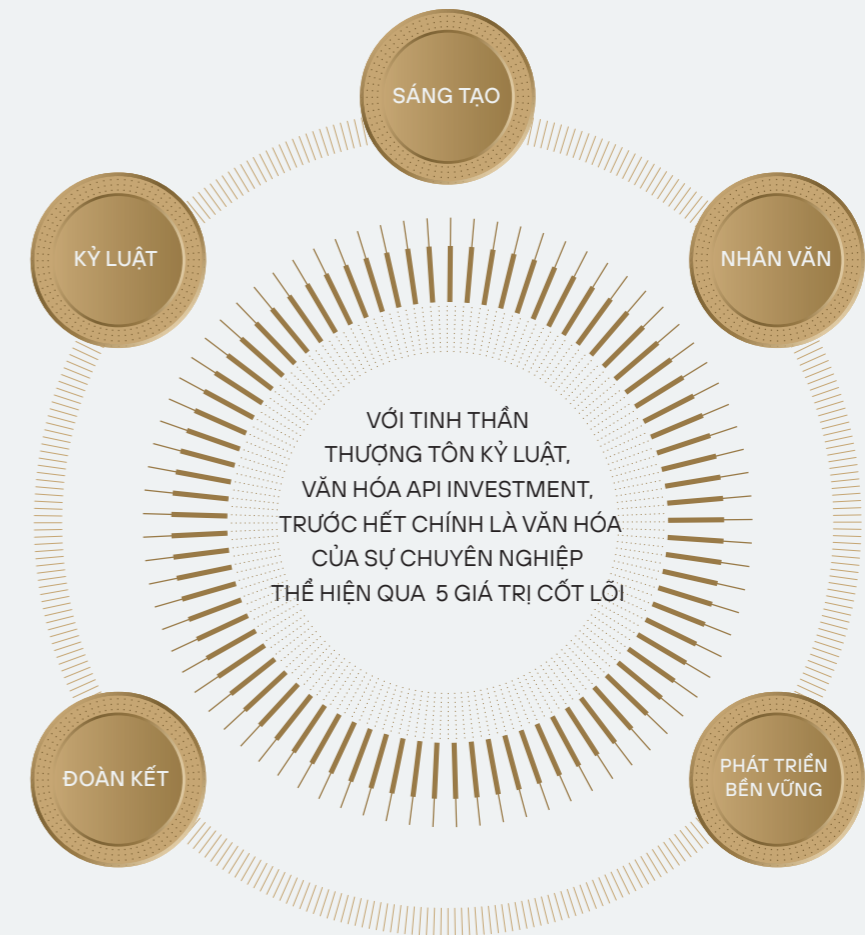 SÁNG TẠO
KỶ LUẬT
NHÂN VĂN
VỚI TINH THẦN
THƯỢNG TÔN KỶ LUẬT,
VĂN HÓA API INVESTMENT,
TRƯỚC HẾT CHÍNH LÀ VĂN HÓA
CỦA SỰ CHUYÊN NGHIỆP
THỂ HIỆN QUA 5 GIÁ TRỊ CỐT LÕI
ĐOÀN KẾT
PHÁT TRIỂN
BỀN VỮNG